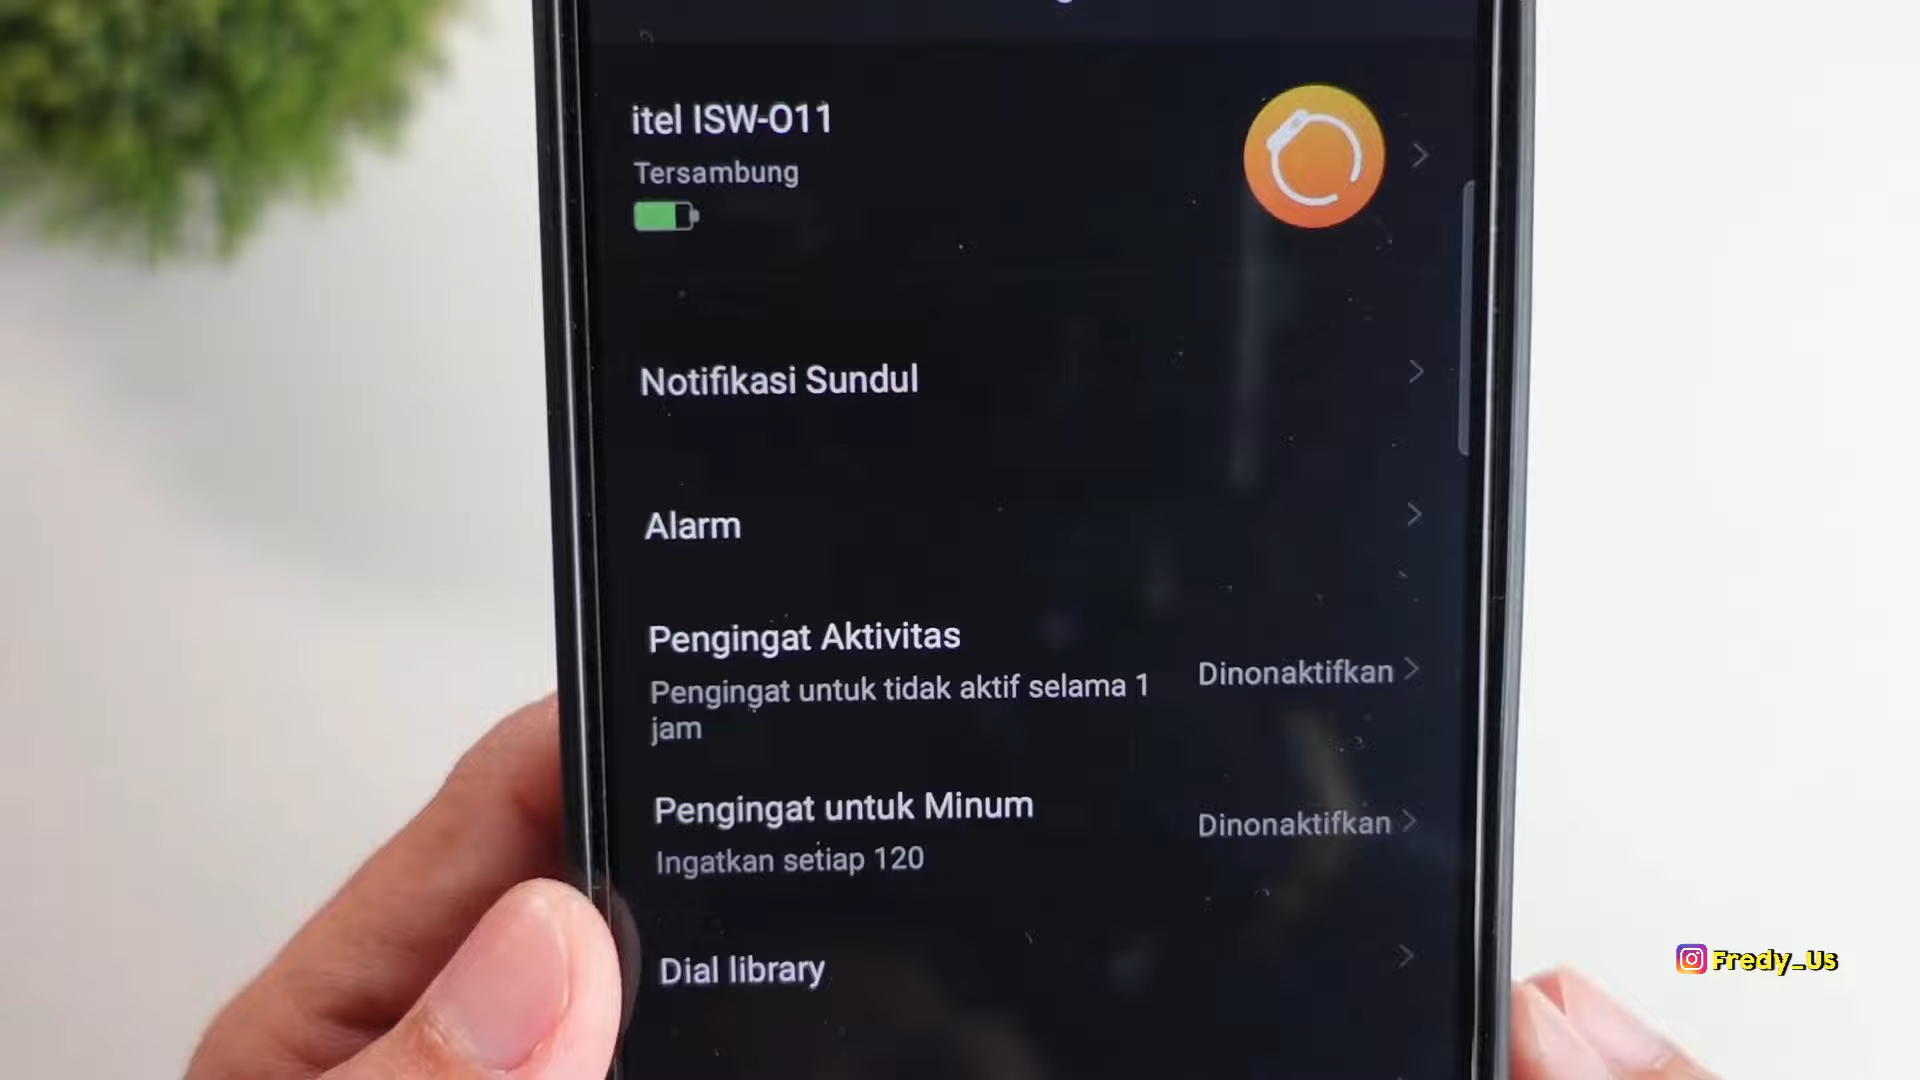 itel ISW-O11
Tersambung
Notifikasi Sundul
Alarm
Pengingat Aktivitas
Pengingat untuk tidak aktif selama 1
jam
Dinonaktifkan
Pengingat untuk Minum
Ingatkan setiap 120
Dinonaktifkan
Dial library
Fredy_Us